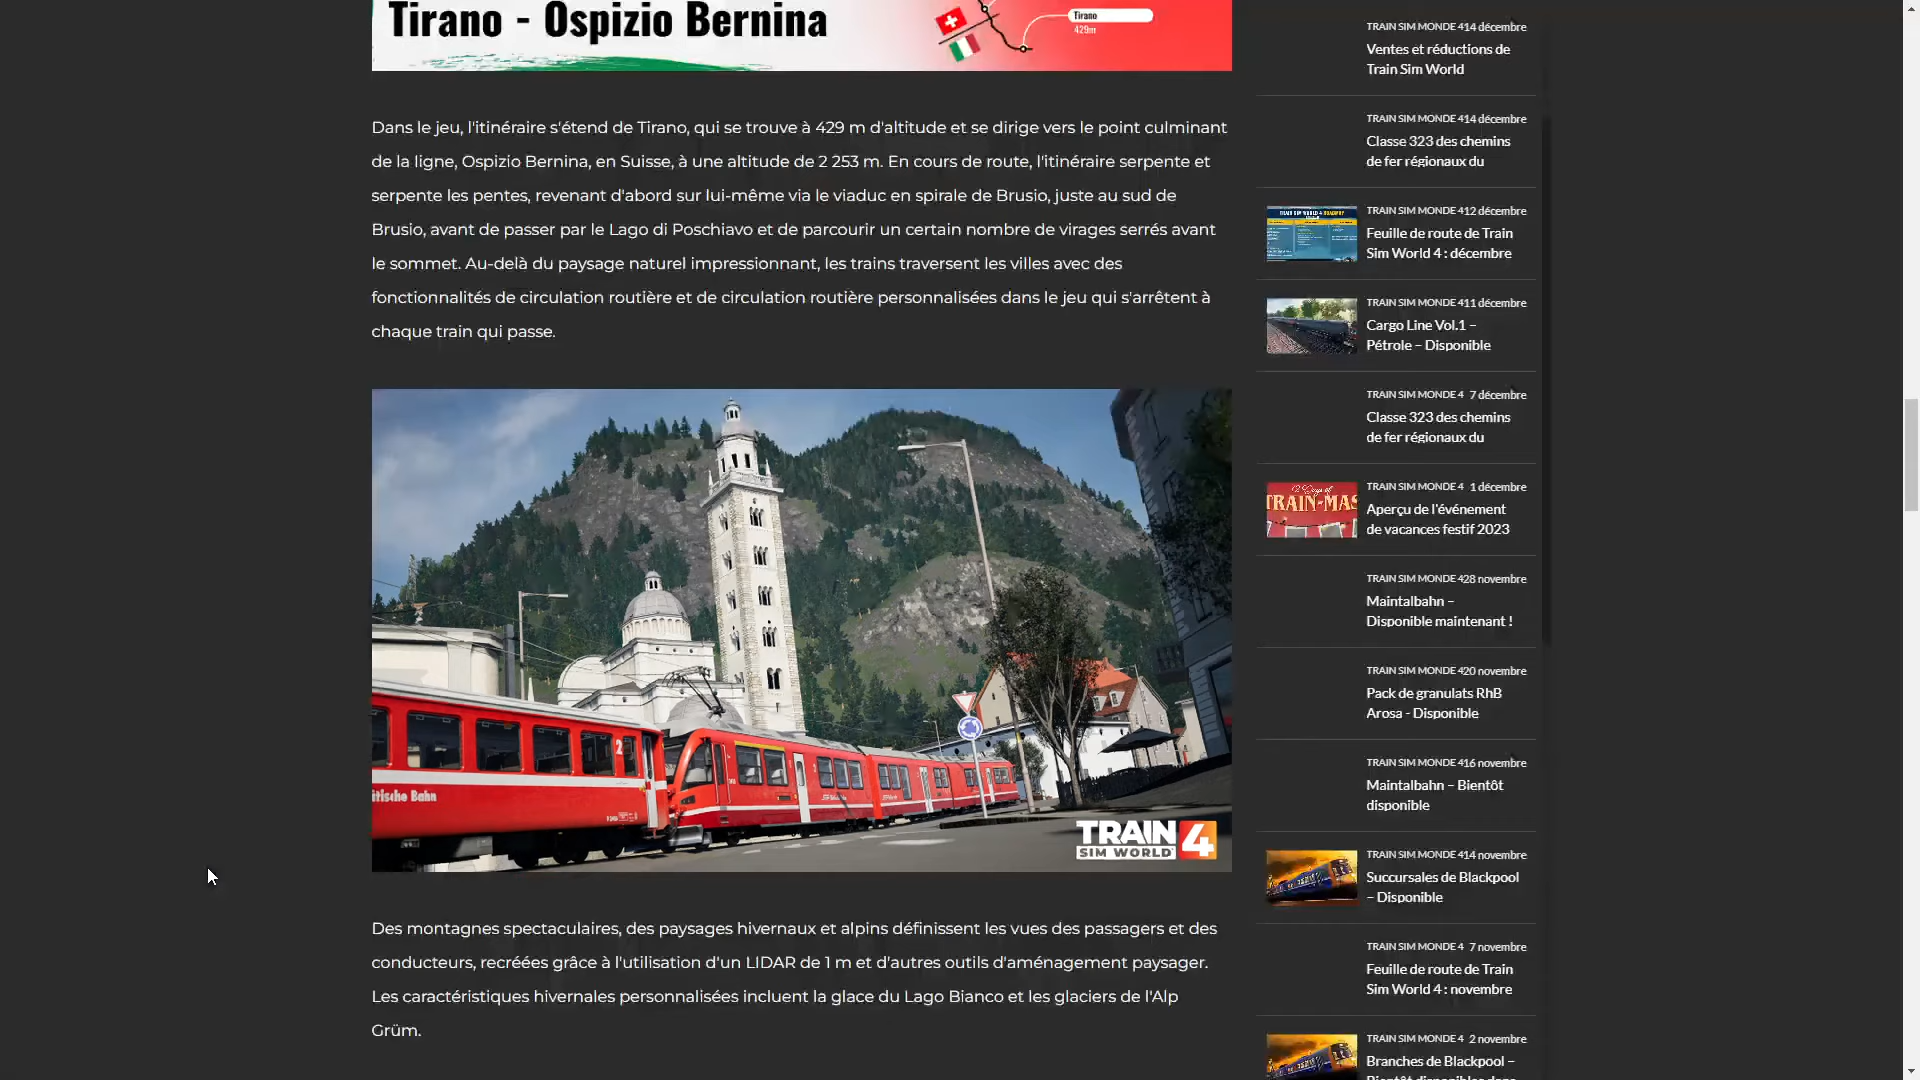 Tirano - Ospizio Bernina
Tirano
429m
Dans le jeu, l'itinéraire s'étend de Tirano, qui se trouve à 429 m d'altitude et se dirige vers le point culminant
de la ligne, Ospizio Bernina, en Suisse, à une altitude de 2 253 m. En cours de route, l'itinéraire serpente et
serpente les pentes, revenant d'abord sur lui-même via le viaduc en spirale de Brusio, juste au sud de
Brusio, avant de passer par le Lago di Poschiavo et de parcourir un certain nombre de virages serrés avant
le sommet. Au-delà du paysage naturel impressionnant, les trains traversent les villes avec des
fonctionnalités de circulation routière et de circulation routière personnalisées dans le jeu qui s'arrêtent à
chaque train qui passe.
2
itische Bahn
TRAIN
SIM WORLD 4
Des montagnes spectaculaires, des paysages hivernaux et alpins définissent les vues des passagers et des
conducteurs, recréées grâce à l'utilisation d'un LIDAR de 1 m et d'autres outils d'aménagement paysager.
Les caractéristiques hivernales personnalisées incluent la glace du Lago Bianco et les glaciers de l'Alp
Grüm.
TRAIN SIM MONDE 4 14 décembre
Ventes et réductions de
Train Sim World
TRAIN SIM MONDE 4 14 décembre
Classe 323 des chemins
de fer régionaux du
TRAIN SIM MONDE 4 12 décembre
Feuille de route de Train
Sim World 4 : décembre
TRAIN SIM MONDE 4 11 décembre
Cargo Line Vol.1 –
Pétrole – Disponible
TRAIN SIM MONDE 4 7 décembre
Classe 323 des chemins
de fer régionaux du
TRAIN-MAS
TRAIN SIM MONDE 4 1 décembre
Aperçu de l'événement
de vacances festif 2023
TRAIN SIM MONDE 4 28 novembre
Maintalbahn –
Disponible maintenant !
TRAIN SIM MONDE 4 20 novembre
Pack de granulats RhB
Arosa - Disponible
TRAIN SIM MONDE 4 16 novembre
Maintalbahn – Bientôt
disponible
TRAIN SIM MONDE 4 14 novembre
Succursales de Blackpool
– Disponible
TRAIN SIM MONDE 4 7 novembre
Feuille de route de Train
Sim World 4 : novembre
TRAIN SIM MONDE 4 2 novembre
Branches de Blackpool –